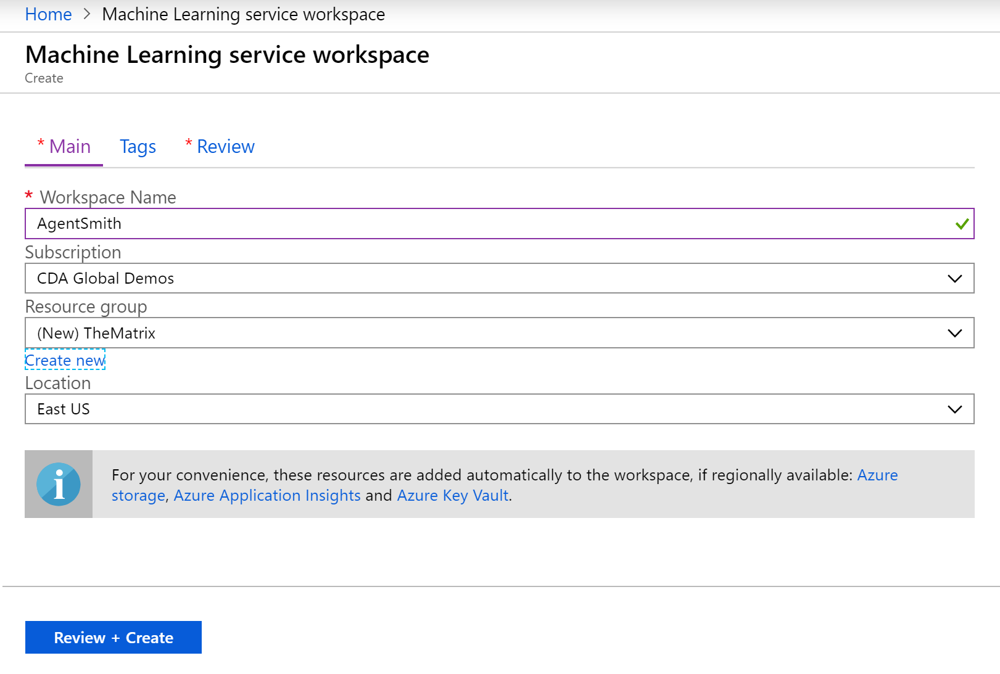 Home > Machine Learning service workspace
Machine Learning service workspace
Create
* Main Tags * Review
* Workspace Name
AgentSmith
Subscription
CDA Global Demos
Resource group
(New) TheMatrix
Create new
Location
East US
For your convenience, these resources are added automatically to the workspace, if regionally available: Azure
storage, Azure Application Insights and Azure Key Vault.
Review + Create